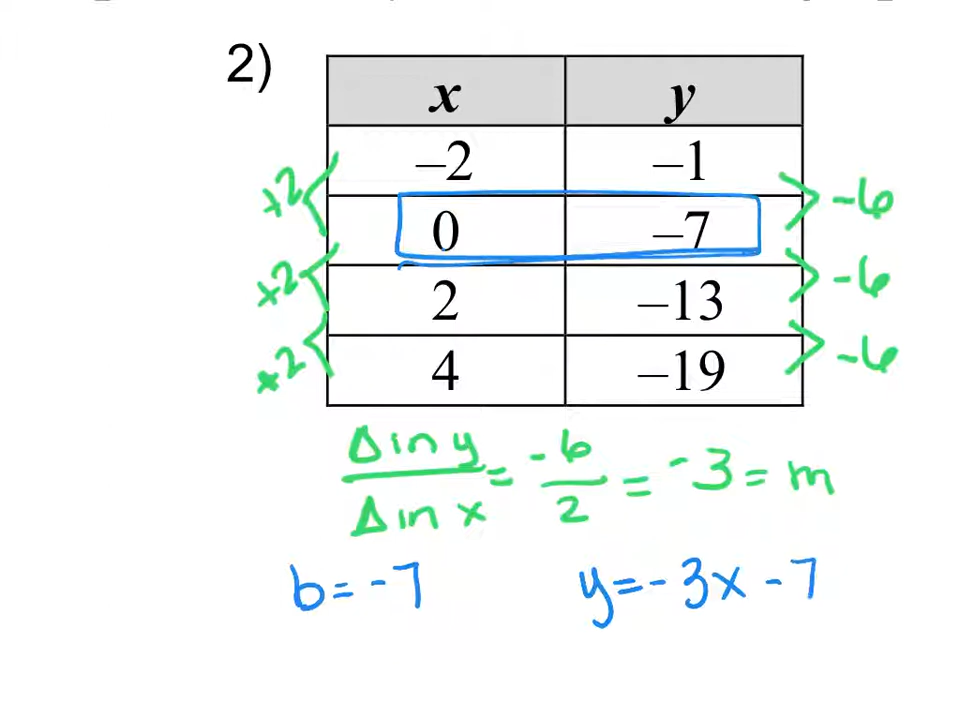 2)
x y
–2 –1
+2 -6
0 –7
+2 -6
2 –13
+2 -6
4 –19
Δ in y / Δ in x = -6/2 = -3 = m
b = -7 y = -3x - 7